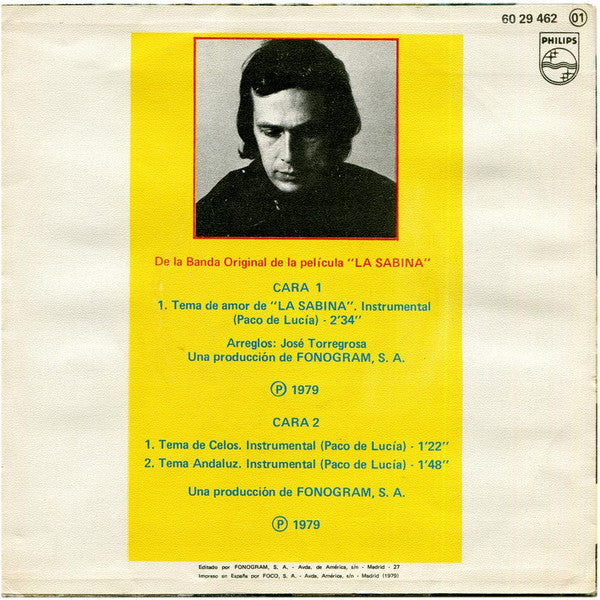 60 29 462 01
PHILIPS
De la Banda Original de la película "LA SABINA"
CARA 1
1. Tema de amor de "LA SABINA". Instrumental
(Paco de Lucía) - 2'34"
Arreglos: José Torregrosa
Una producción de FONOGRAM, S. A.
Ⓟ 1979
CARA 2
1. Tema de Celos. Instrumental (Paco de Lucía) - 1'22"
2. Tema Andaluz. Instrumental (Paco de Lucía) - 1'48"
Una producción de FONOGRAM, S. A.
Ⓟ 1979
Editado por FONOGRAM, S. A. - Avda. de América, s/n - Madrid - 27
Impreso en España por FOCO, S. A. - Avda. América, s/n - Madrid (1979)